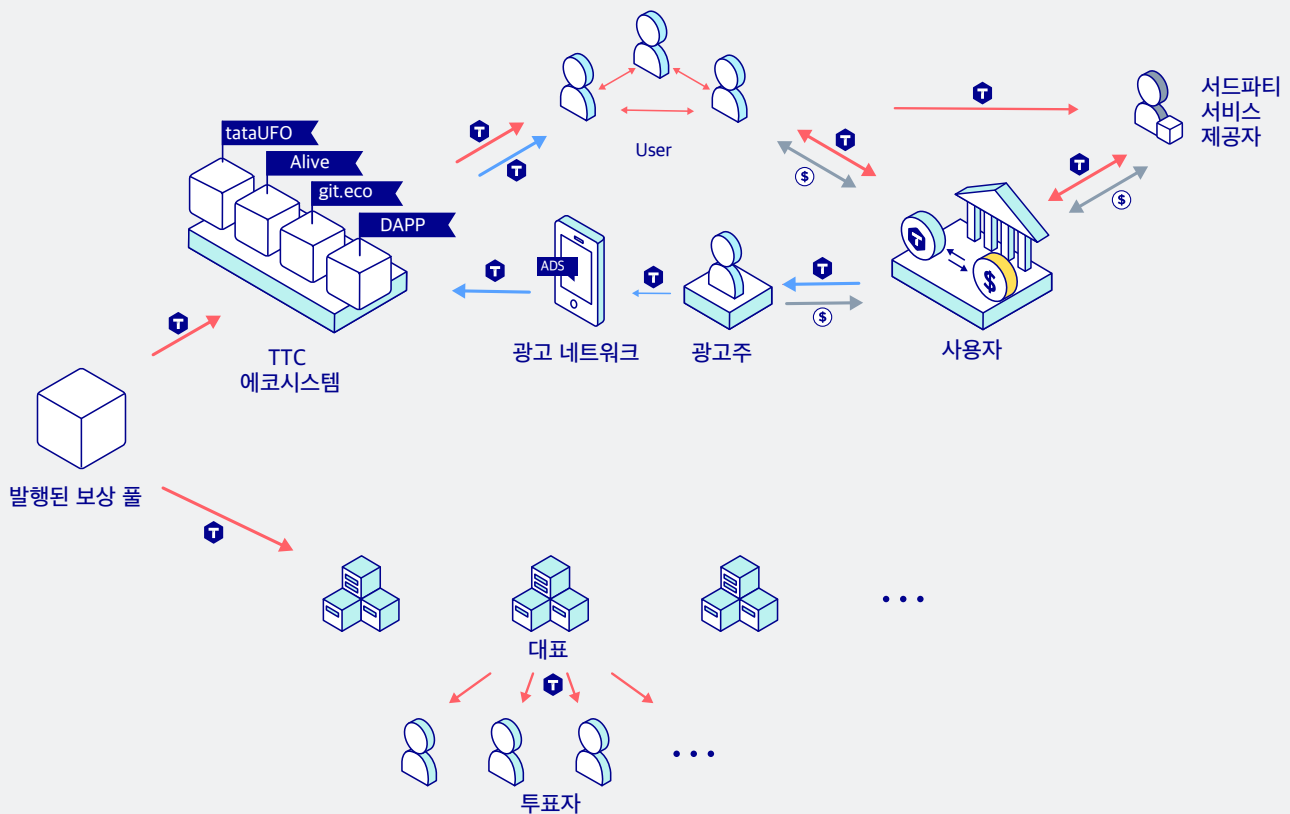 tataUFO
Alive
git.eco
DAPP
TTC
에코시스템
T
T
T
User
T
$
T
서드파티
서비스
제공자
T
$
T
ADS
광고 네트워크
T
광고주
T
$
T
$
사용자
발행된 보상 풀
T
대표
T
투표자